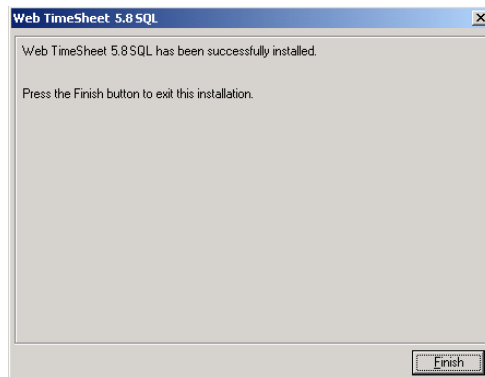 Web TimeSheet 5.8 SQL
Web TimeSheet 5.8 SQL has been successfully installed.
Press the Finish button to exit this installation.
Finish